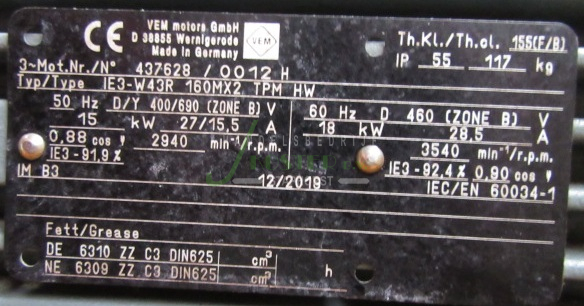 VEM motors GmbH
D 38855 Wernigerode
Made in Germany
CE
VEM
Th.Kl./Th.cl. 155(F/B)
IP 55 117 kg
3~Mot.Nr./N° 437628 / 0012 H
Typ/Type IE3-W43R 160MX2 TPM HW
50 Hz D/Y 400/690 (ZONE B) V
15 kW 27/15,5 A
0,88 cos φ 2940 min⁻¹/r.p.m.
IE3-91,9%
60 Hz D 460 (ZONE B) V
18 kW 28.5 A
3540 min⁻¹/r.p.m.
IE3-92,4% 0,90 cos φ
IM B3
12/2019
IEC/EN 60034-1
Fett/Grease
DE 6310 ZZ C3 DIN625 cm³
NE 6309 ZZ C3 DIN625 cm³ h